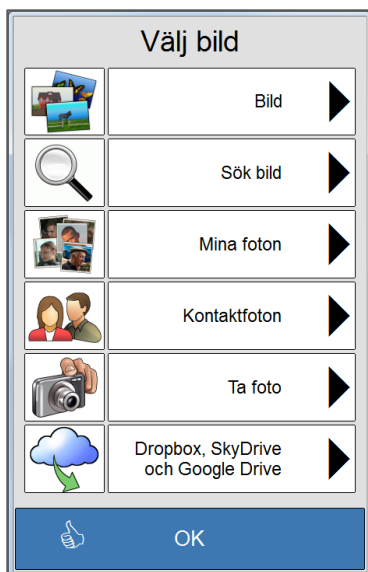 Välj bild
Bild
Sök bild
Mina foton
Kontaktfoton
Ta foto
Dropbox, SkyDrive
och Google Drive
OK